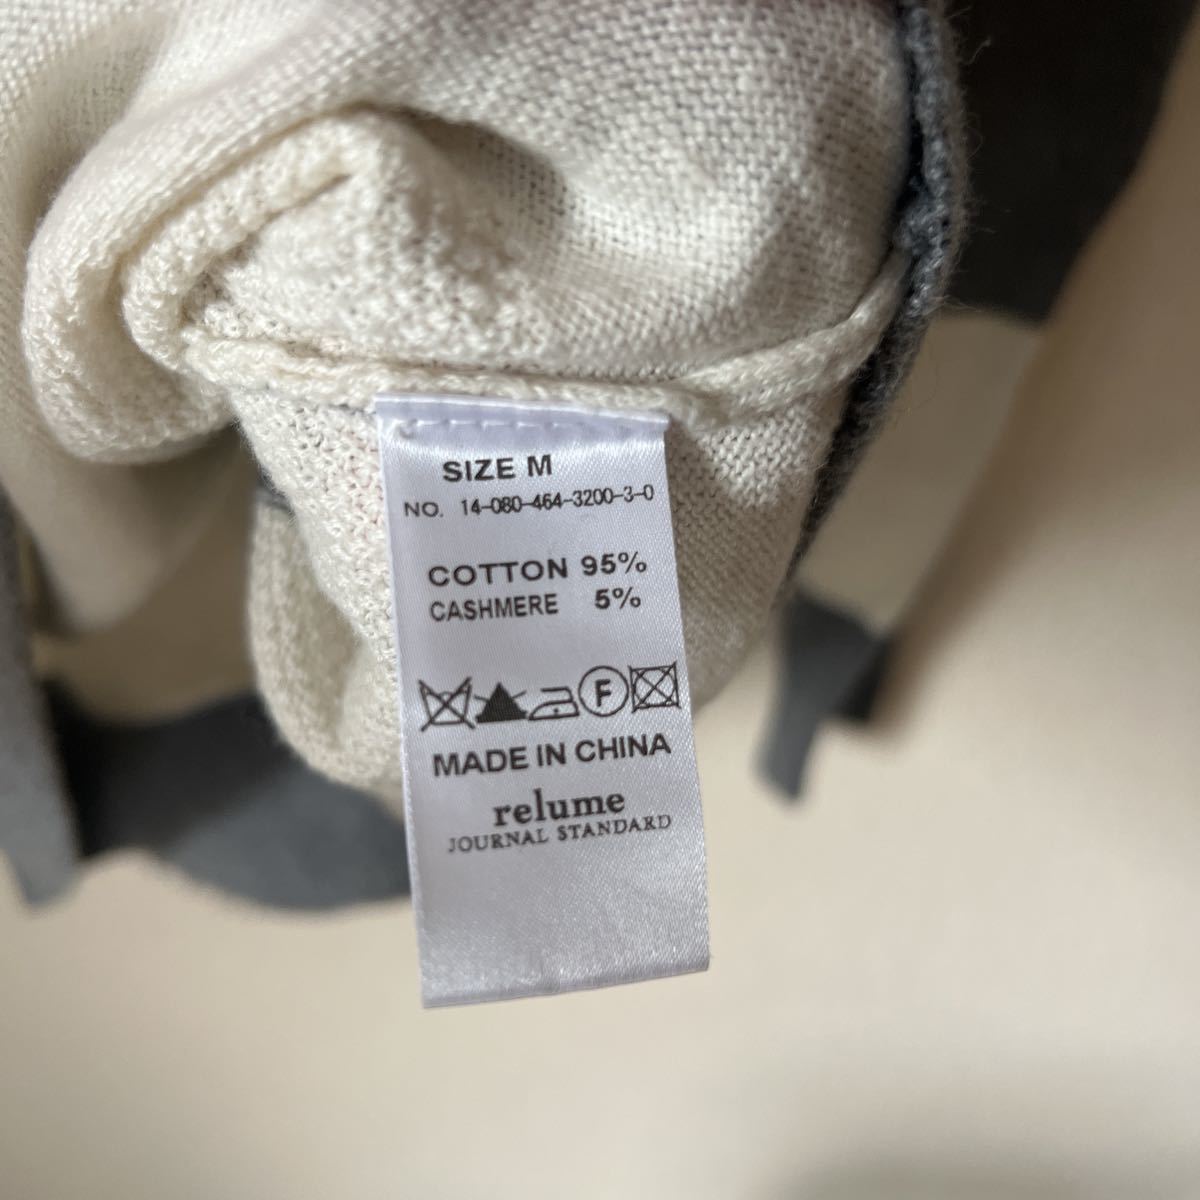 SIZE M
NO. 14-080-464-3200-3-0
COTTON 95%
CASHMERE 5%
F
MADE IN CHINA
relume
JOURNAL STANDARD